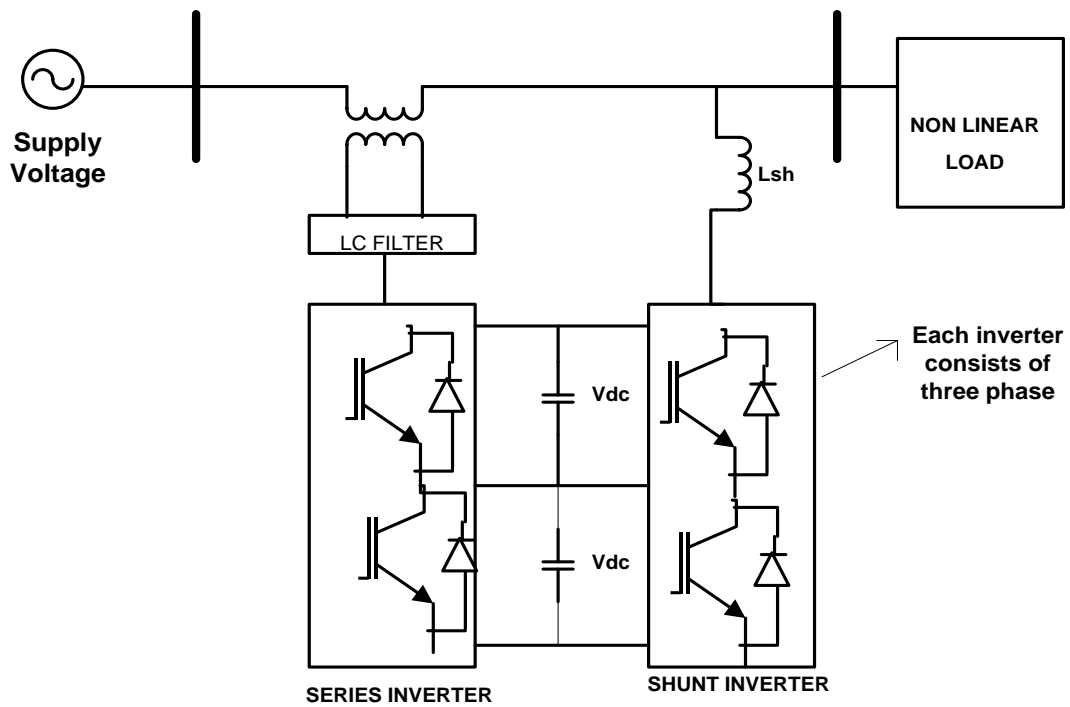 Supply
Voltage
NON LINEAR
LOAD
Lsh
LC FILTER
Vdc
Vdc
Each inverter
consists of
three phase
SERIES INVERTER
SHUNT INVERTER